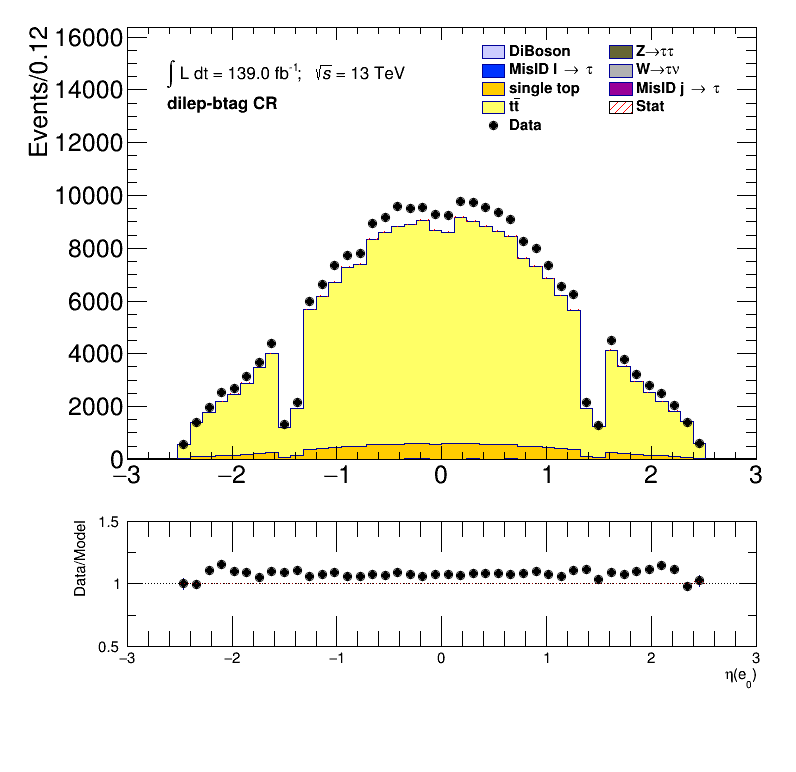 Events/0.12
16000
14000
12000
10000
8000
6000
4000
2000
0
∫ L dt = 139.0 fb⁻¹; √s = 13 TeV
dilep-btag CR
DiBoson
MisID l → τ
single top
tt̄
Data
Z→ττ
W→τν
MisID j → τ
Stat
−3 −2 −1 0 1 2 3
Data/Model
1.5
1
0.5
−3 −2 −1 0 1 2 3
η(e₀)